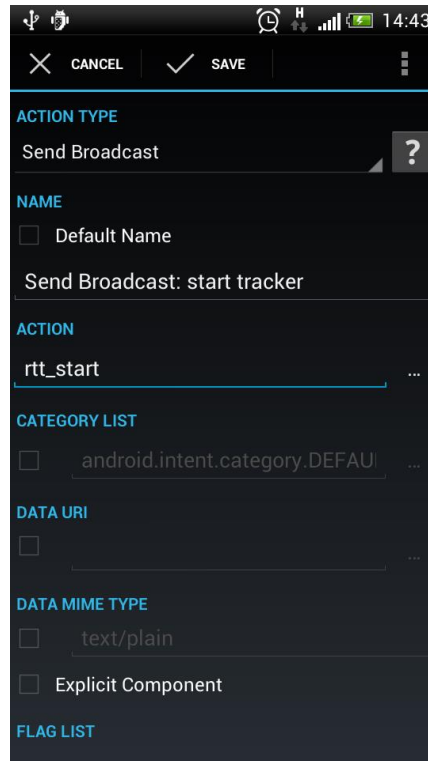 H
14:43
CANCEL
SAVE
ACTION TYPE
Send Broadcast
?
NAME
Default Name
Send Broadcast: start tracker
ACTION
rtt_start
...
CATEGORY LIST
android.intent.category.DEFAU
...
DATA URI
...
DATA MIME TYPE
text/plain
Explicit Component
FLAG LIST